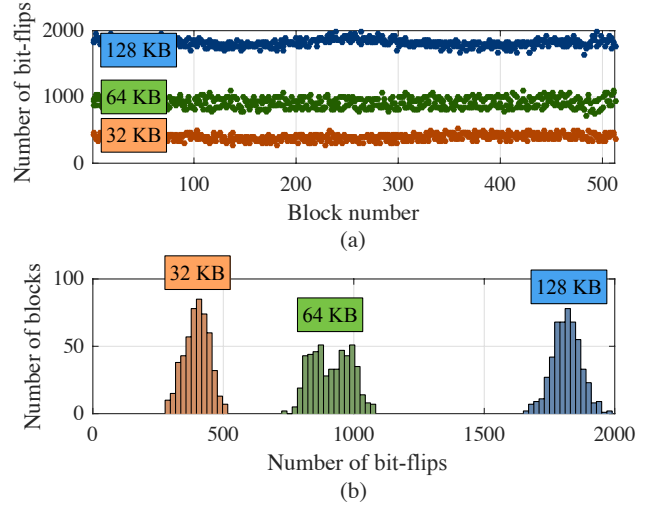 Number of bit-flips
2000
1000
0
128 KB
64 KB
32 KB
100
200
300
400
500
Block number
(a)
Number of blocks
100
50
0
32 KB
64 KB
128 KB
0
500
1000
1500
2000
Number of bit-flips
(b)